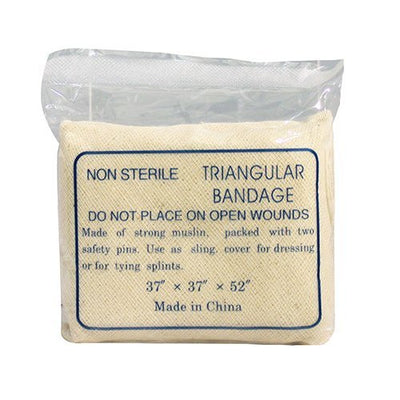 NON STERILE TRIANGULAR
BANDAGE
DO NOT PLACE ON OPEN WOUNDS
Made of strong muslin, packed with two
safety pins. Use as sling. cover for dressing
or for tying splints.
37" × 37" × 52"
Made in China